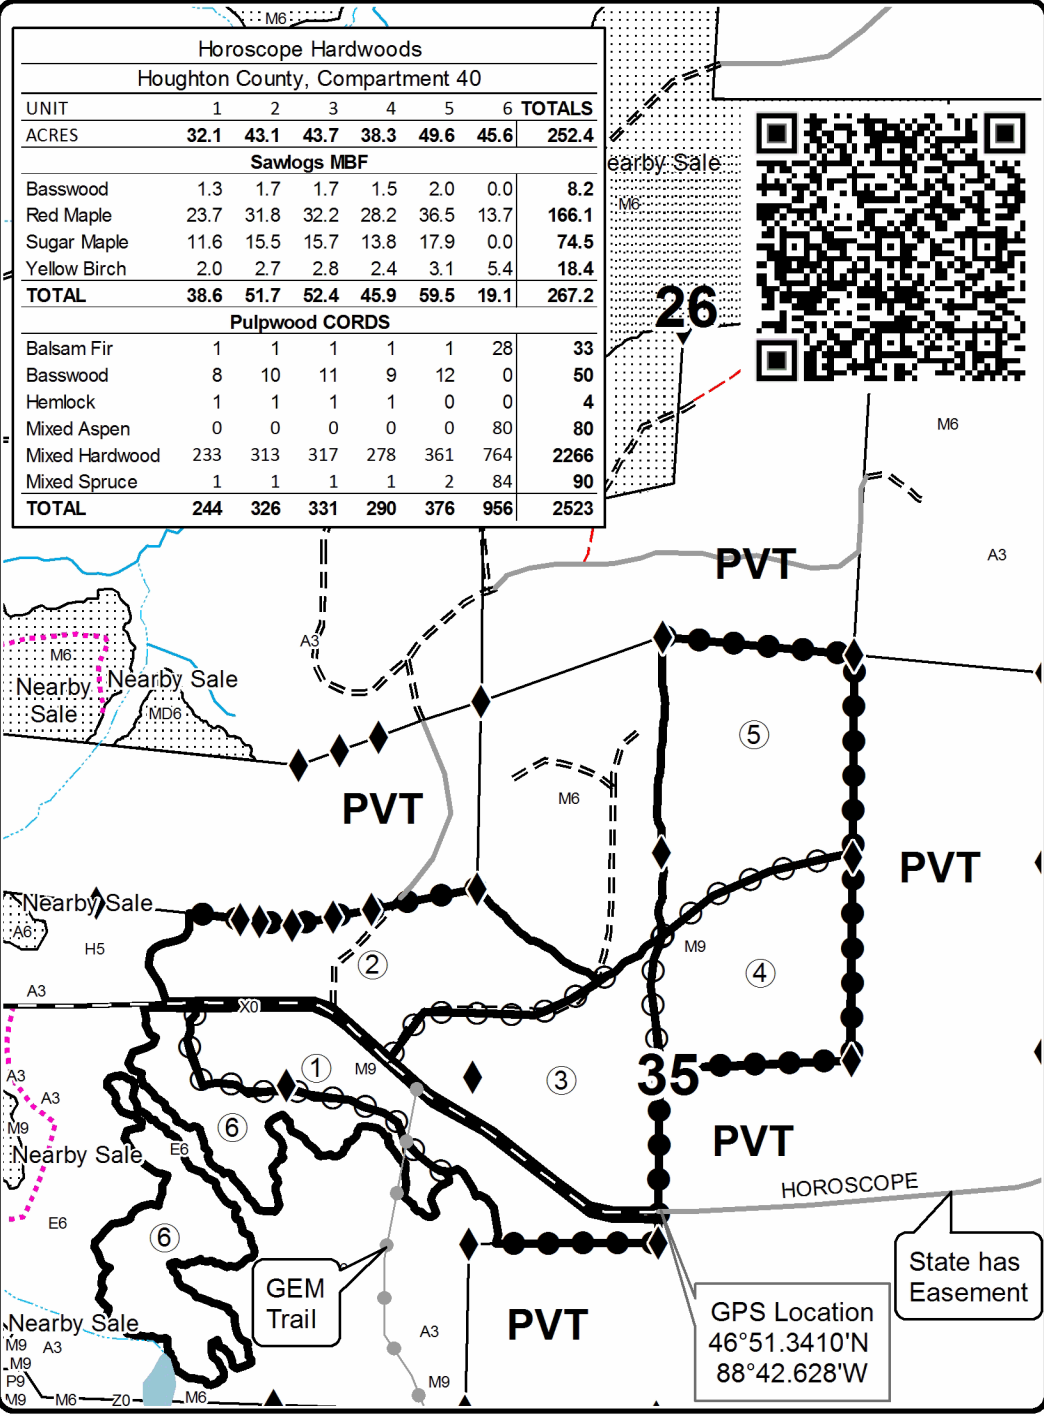 M6
Horoscope Hardwoods
Houghton County, Compartment 40
UNIT 1 2 3 4 5 6 TOTALS
ACRES 32.1 43.1 43.7 38.3 49.6 45.6 252.4
Sawlogs MBF
Basswood 1.3 1.7 1.7 1.5 2.0 0.0 8.2
Red Maple 23.7 31.8 32.2 28.2 36.5 13.7 166.1
Sugar Maple 11.6 15.5 15.7 13.8 17.9 0.0 74.5
Yellow Birch 2.0 2.7 2.8 2.4 3.1 5.4 18.4
TOTAL 38.6 51.7 52.4 45.9 59.5 19.1 267.2
Pulpwood CORDS
Balsam Fir 1 1 1 1 1 28 33
Basswood 8 10 11 9 12 0 50
Hemlock 1 1 1 1 0 0 4
Mixed Aspen 0 0 0 0 0 80 80
Mixed Hardwood 233 313 317 278 361 764 2266
Mixed Spruce 1 1 1 1 2 84 90
TOTAL 244 326 331 290 376 956 2523
earby Sale
M6
26
M6
A3
PVT
A3
M6
Nearby
Sale
Nearby Sale
MD6
5
M6
PVT
PVT
Nearby Sale
A6
H5
2
M9
4
A3
X0
1
M9
3
35
A3
A3
M9
6
Nearby Sale
E6
PVT
HOROSCOPE
E6
6
State has
Easement
GEM
Trail
GPS Location
46°51.3410'N
88°42.628'W
PVT
Nearby Sale
M9
A3
A3
M9
P9
M9
M9
M6
Z0
M6